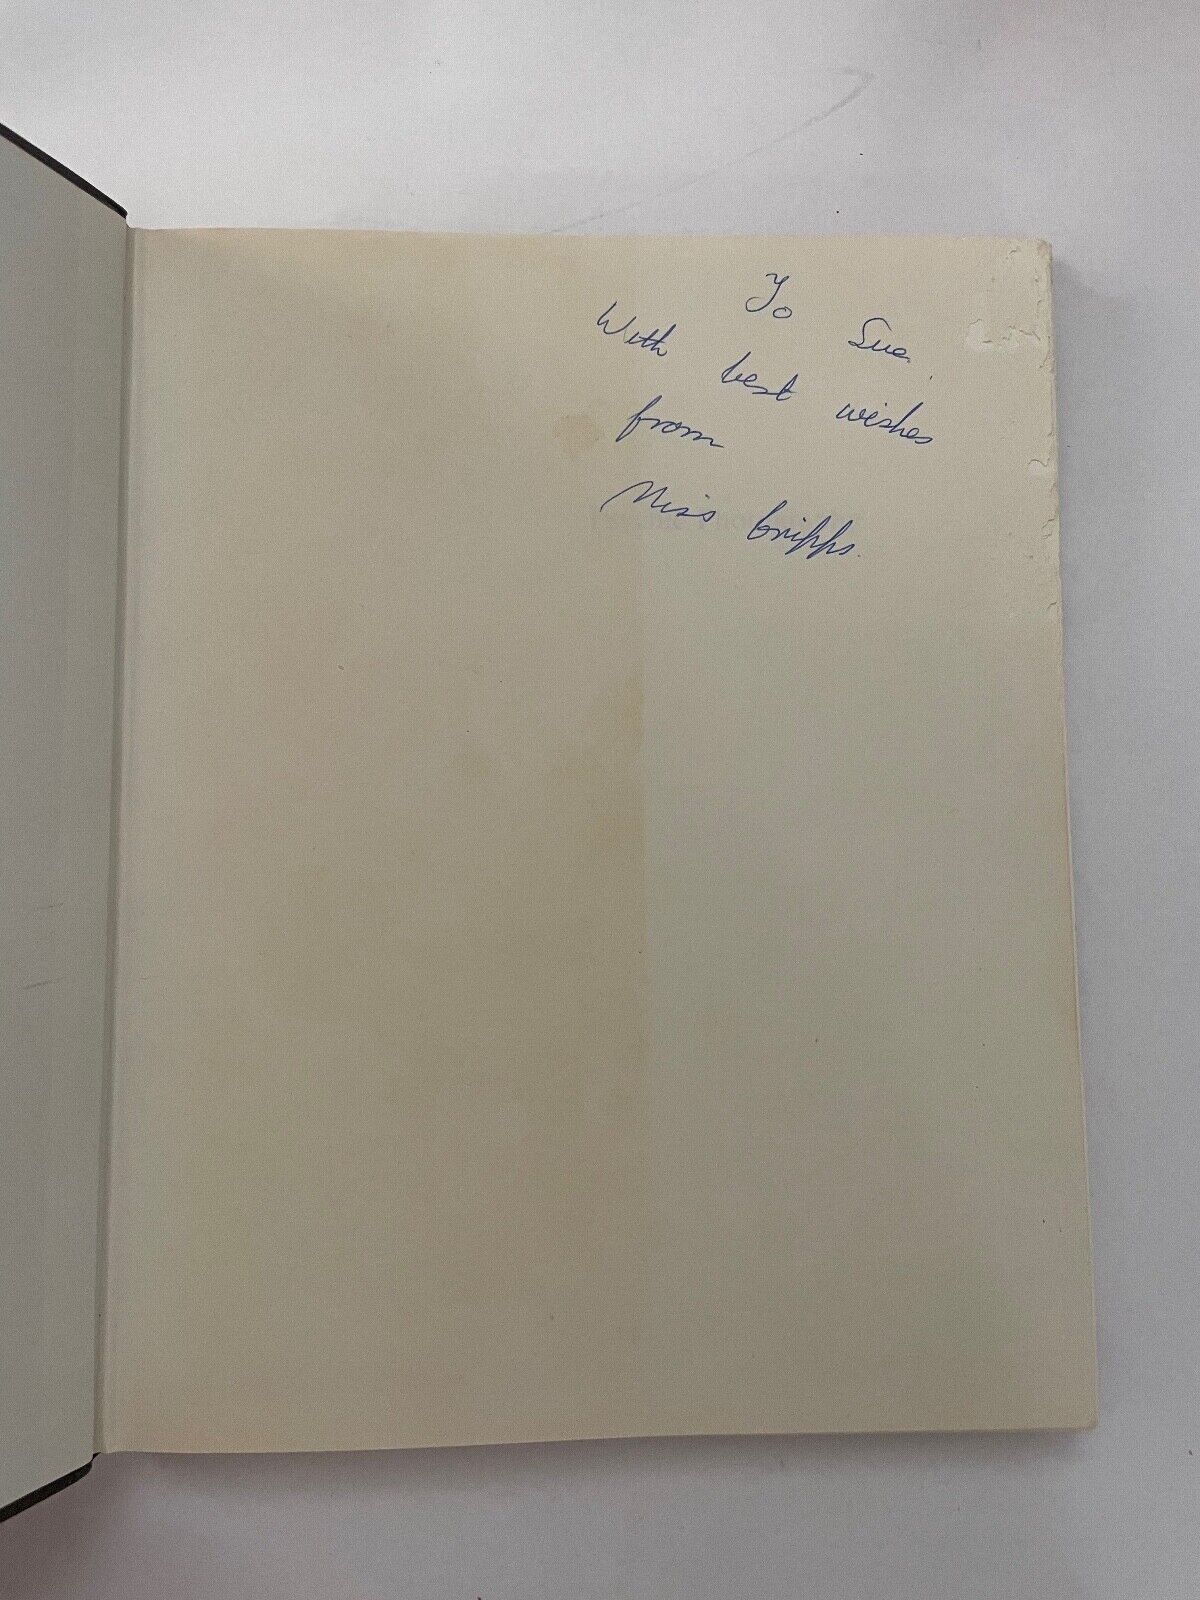 To Sue.
With best wishes
from
Miss Cripps.